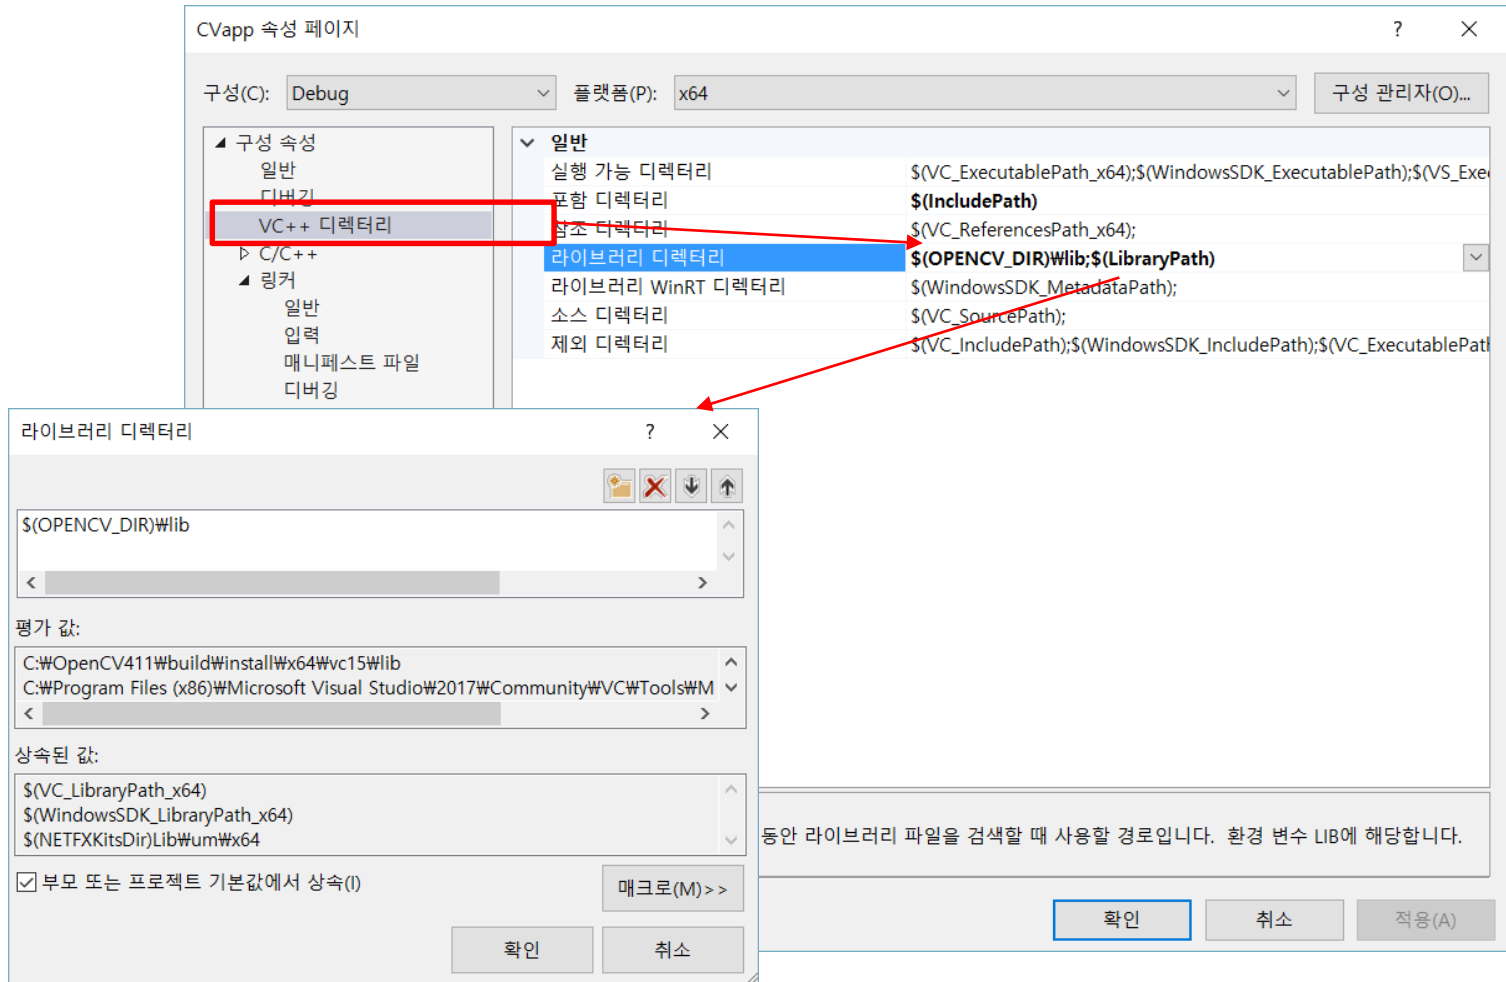 CVapp 속성 페이지
구성(C): Debug 플랫폼(P): x64 구성 관리자(O)...
구성 속성
일반
디버깅
VC++ 디렉터리
C/C++
링커
일반
입력
매니페스트 파일
디버깅
일반
실행 가능 디렉터리 $(VC_ExecutablePath_x64);$(WindowsSDK_ExecutablePath);$(VS_Exe
포함 디렉터리 $(IncludePath)
참조 디렉터리 $(VC_ReferencesPath_x64);
라이브러리 디렉터리 $(OPENCV_DIR)₩lib;$(LibraryPath)
라이브러리 WinRT 디렉터리 $(WindowsSDK_MetadataPath);
소스 디렉터리 $(VC_SourcePath);
제외 디렉터리 $(VC_IncludePath);$(WindowsSDK_IncludePath);$(VC_ExecutablePath
동안 라이브러리 파일을 검색할 때 사용할 경로입니다. 환경 변수 LIB에 해당합니다.
확인 취소 적용(A)
라이브러리 디렉터리
$(OPENCV_DIR)₩lib
평가 값:
C:₩OpenCV411₩build₩install₩x64₩vc15₩lib
C:₩Program Files (x86)₩Microsoft Visual Studio₩2017₩Community₩VC₩Tools₩M
상속된 값:
$(VC_LibraryPath_x64)
$(WindowsSDK_LibraryPath_x64)
$(NETFXKitsDir)Lib₩um₩x64
부모 또는 프로젝트 기본값에서 상속(I)
매크로(M)>>
확인 취소